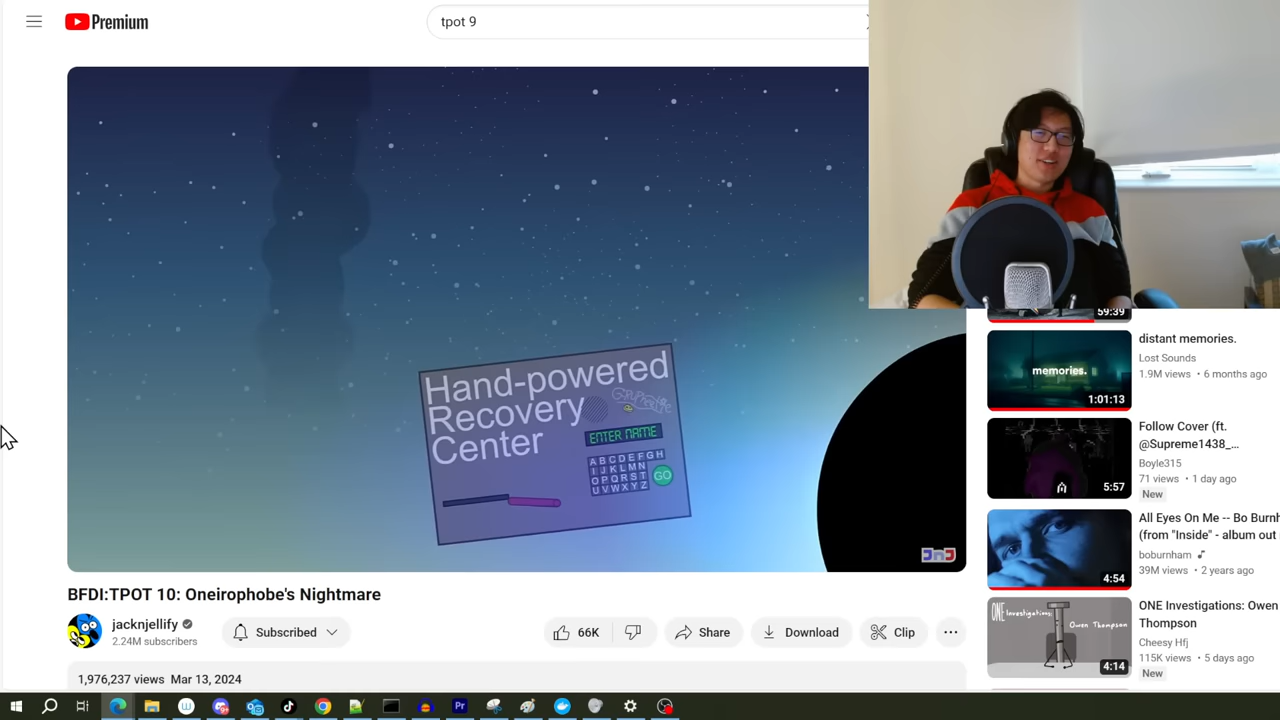 Premium
tpot 9
Hand-powered
Recovery
Center
ENTER NAME
ABCDEFGH
IJKLMN
OPQRST
UVWXYZ
GO
59:39
distant memories.
Lost Sounds
1.9M views • 6 months ago
memories.
1:01:13
Follow Cover (ft.
@Supreme1438_...
Boyle315
71 views • 1 day ago
New
5:57
All Eyes On Me -- Bo Burnh
(from "Inside" - album out
boburnham
39M views • 2 years ago
4:54
ONE Investigations: Owen
Thompson
Cheesy Hfj
115K views • 5 days ago
New
ONE Investigations:
Owen Thompson
4:14
BFDI:TPOT 10: Oneirophobe's Nightmare
jacknjellify
2.24M subscribers
Subscribed
66K
Share
Download
Clip
1,976,237 views Mar 13, 2024
Pr